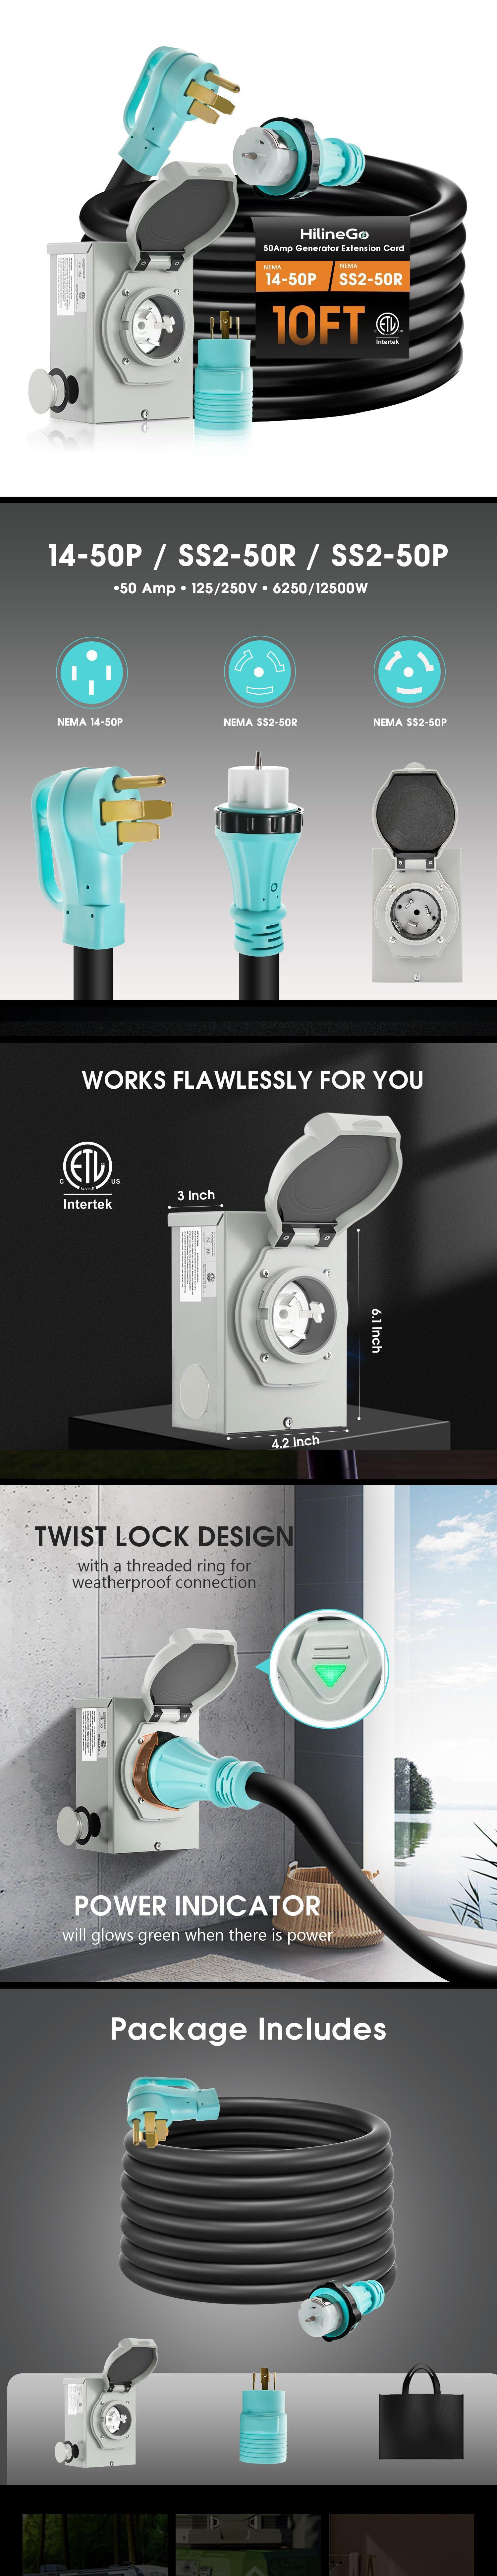 HilineGo
50Amp Generator Extension Cord
NEMA
14-50P
NEMA
SS2-50R
10FT
ETL
C
US
Intertek
14-50P / SS2-50R / SS2-50P
•50 Amp • 125/250V • 6250/12500W
NEMA 14-50P
NEMA SS2-50R
NEMA SS2-50P
WORKS FLAWLESSLY FOR YOU
ETL
LISTED
C
US
Intertek
3 Inch
6.1 Inch
4.2 Inch
TWIST LOCK DESIGN
with a threaded ring for
weatherproof connection
POWER INDICATOR
will glows green when there is power
Package Includes